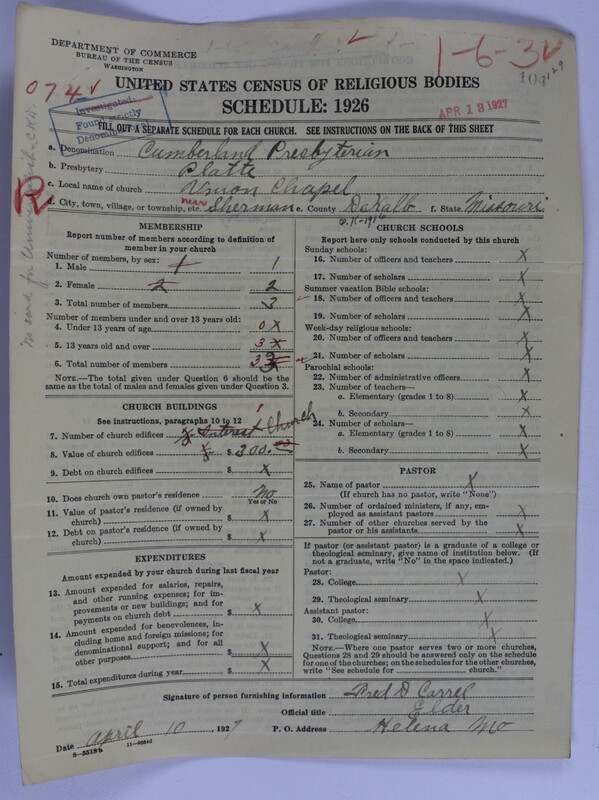 DEPARTMENT OF COMMERCE
BUREAU OF THE CENSUS
WASHINGTON
1-6-3
074
UNITED STATES CENSUS OF RELIGIOUS BODIES
SCHEDULE: 1926
APR 13 1927
Investigated:
Found strictly
Denominational
FILL OUT A SEPARATE SCHEDULE FOR EACH CHURCH. SEE INSTRUCTIONS ON THE BACK OF THIS SHEET
a. Denomination Cumberland Presbyterian
b. Presbytery Platte
c. Local name of church Union Chapel
R
d. City, town, village, or township, etc. near Sherman e. County Dekalb f. State Missouri
O.K-1916
MEMBERSHIP
Report number of members according to definition of
member in your church
Number of members, by sex:
1. Male 1 1
2. Female 2 2
3. Total number of members 3
Number of members under and over 13 years old:
4. Under 13 years of age 0 X
5. 13 years old and over 3 X
6. Total number of members 3 3
NOTE.—The total given under Question 6 should be the
same as the total of males and females given under Question 3.
CHURCH BUILDINGS
See instructions, paragraphs 10 to 12
7. Number of church edifices Interest Church
8. Value of church edifices $ 300.00
9. Debt on church edifices $ X
10. Does church own pastor's residence No
Yes or No
11. Value of pastor's residence (if owned by
church) $ X
12. Debt on pastor's residence (if owned by
church) $ X
EXPENDITURES
Amount expended by your church during last fiscal year
13. Amount expended for salaries, repairs,
and other running expenses; for im-
provements or new buildings; and for
payments on church debt $ X
14. Amount expended for benevolences, in-
cluding home and foreign missions; for
denominational support; and for all
other purposes $ X
15. Total expenditures during year $ X
CHURCH SCHOOLS
Report here only schools conducted by this church
Sunday schools:
16. Number of officers and teachers X
17. Number of scholars X
Summer vacation Bible schools:
18. Number of officers and teachers X
19. Number of scholars X
Week-day religious schools:
20. Number of officers and teachers X
21. Number of scholars X
Parochial schools:
22. Number of administrative officers X
23. Number of teachers—
a. Elementary (grades 1 to 8) X
b. Secondary X
24. Number of scholars—
a. Elementary (grades 1 to 8) X
b. Secondary X
PASTOR
25. Name of pastor X
(If church has no pastor, write "None")
26. Number of ordained ministers, if any, em-
ployed as assistant pastors X
27. Number of other churches served by the
pastor or his assistants X
If pastor (or assistant pastor) is a graduate of a college or
theological seminary, give name of institution below. (If
not a graduate, write "No" in the space indicated.)
Pastor:
28. College X
29. Theological seminary X
Assistant pastor:
30. College X
31. Theological seminary X
NOTE.—Where one pastor serves two or more churches,
Questions 28 and 29 should be answered only on the schedule
for one of the churches; on the schedules for the other churches,
write "See schedule for church."
Signature of person furnishing information Fred D Carrel
Official title Elder
Date April 10, 1927 P. O. Address Helena Mo